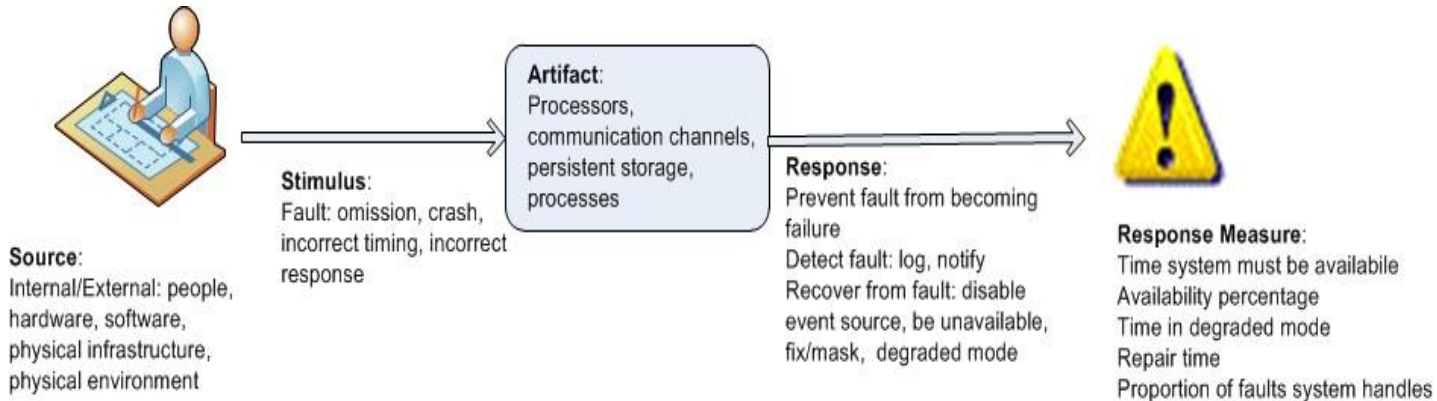 Source:
Internal/External: people,
hardware, software,
physical infrastructure,
physical environment
Stimulus:
Fault: omission, crash,
incorrect timing, incorrect
response
Artifact:
Processors,
communication channels,
persistent storage,
processes
Response:
Prevent fault from becoming
failure
Detect fault: log, notify
Recover from fault: disable
event source, be unavailable,
fix/mask, degraded mode
Response Measure:
Time system must be availabile
Availability percentage
Time in degraded mode
Repair time
Proportion of faults system handles